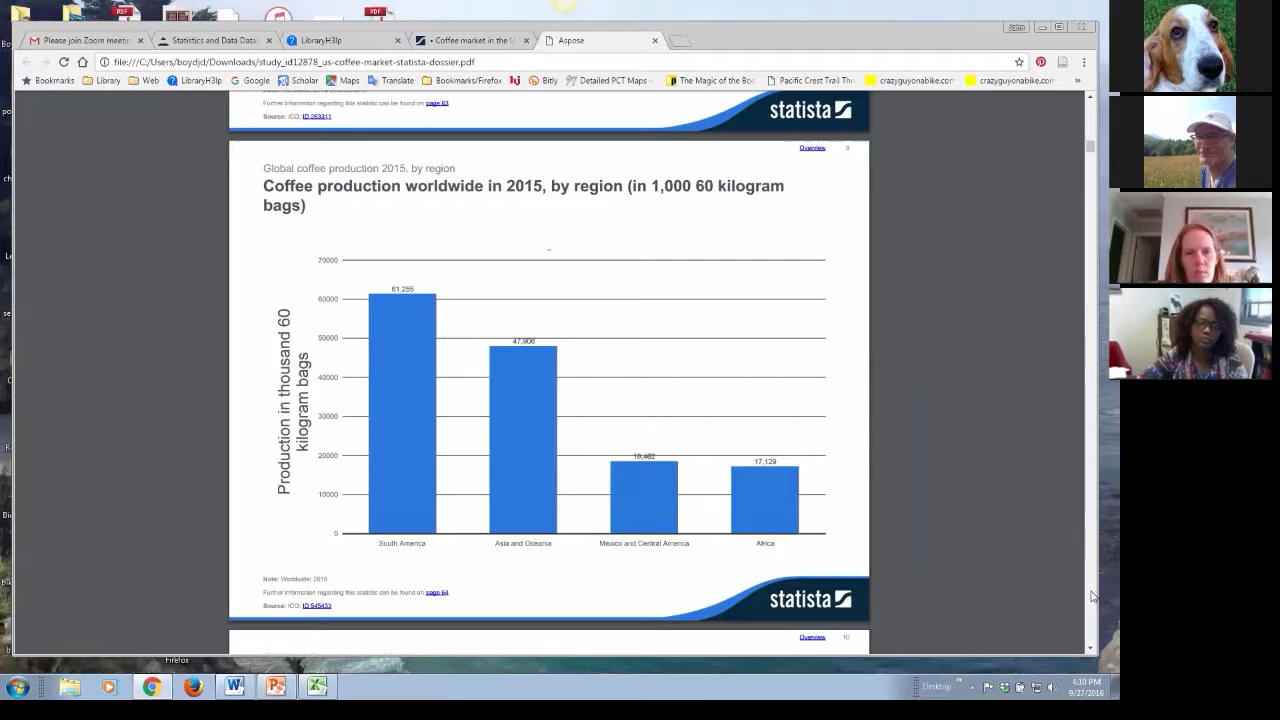 PDF
PDF
John
Please join Zoom meeti
Statistics and Data Data
LibraryH3lp
• Coffee market in the U
Aspose
file:///C:/Users/boydjd/Downloads/study_id12878_us-coffee-market-statista-dossier.pdf
Bookmarks
Library
Web
Google
Scholar
Maps
Translate
Bookmarks/Firefox
Bitly
Detailed PCT Maps
The Magic of the Boo
Pacific Crest Trail Thr
crazyguyonabike.com
crazyguyonabike.com
»
Further information regarding this statistic can be found on page 63.
Source: ICO; ID 263311
statista
Overview 9
Global coffee production 2015, by region
Coffee production worldwide in 2015, by region (in 1,000 60 kilogram
bags)
Production in thousand 60
kilogram bags
70000
60000
50000
40000
30000
20000
10000
0
61,255
47,908
18,462
17,129
South America
Asia and Oceania
Mexico and Central America
Africa
Note: Worldwide; 2015
Further information regarding this statistic can be found on page 64.
Source: ICO; ID 545433
statista
Overview 10
Firefox
Desktop
4:10 PM
9/27/2016